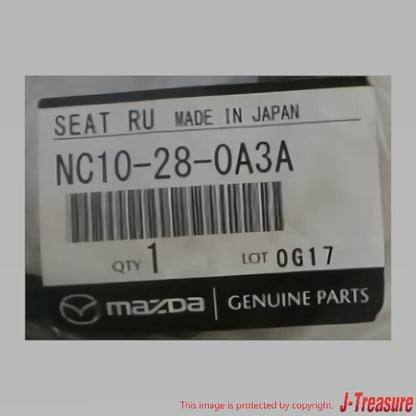 SEAT RU MADE IN JAPAN
NC10-28-0A3A
QTY 1 LOT 0G17
mazda GENUINE PARTS
This image is protected by copyright. J-Treasure